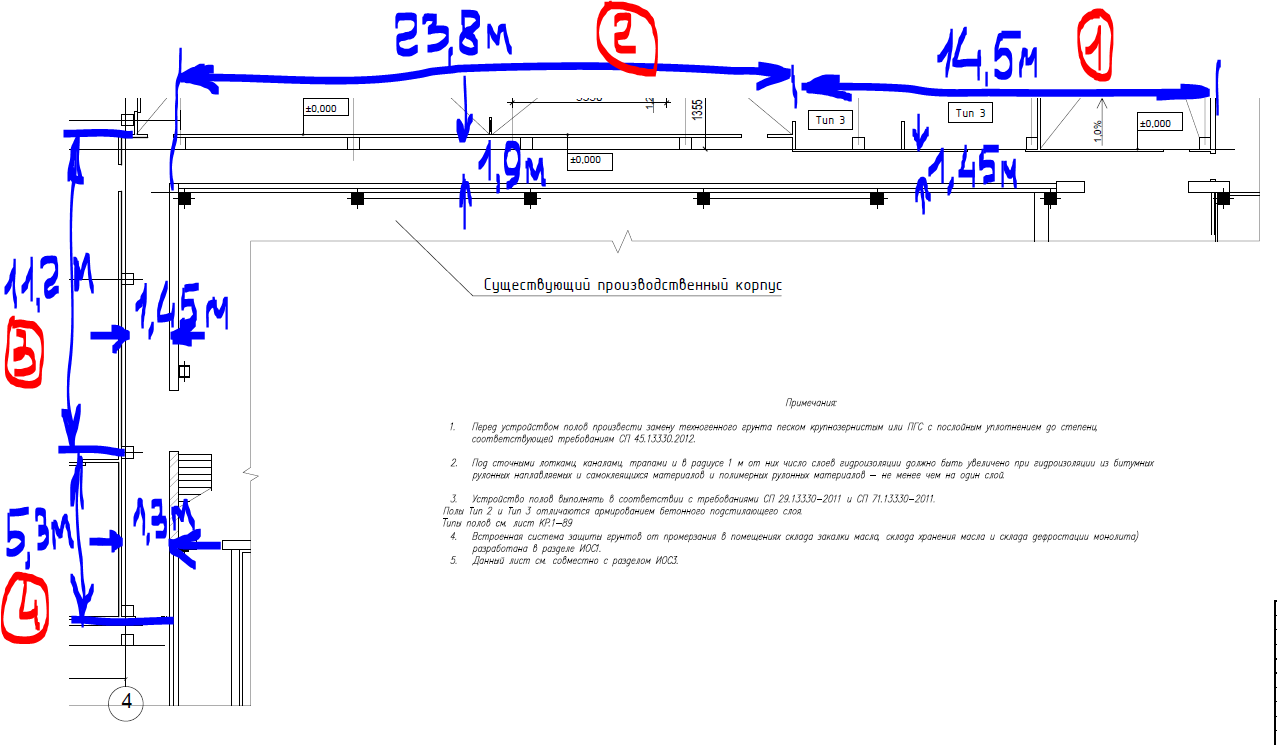 23,8м
2
14,5м
1
±0,000
1355
Тип 3
Тип 3
1,0%
±0,000
1,9м
±0,000
1,45м
11,2м
3
1,45м
Существующий производственный корпус
Примечания:
1. Перед устройством полов произвести замену техногенного грунта песком крупнозернистым или ПГС с послойным уплотнением до степени,
соответствующей требованиям СП 45.13330.2012.
2. Под сточными лотками, каналами, трапами и в радиусе 1 м от них число слоев гидроизоляции должно быть увеличено при гидроизоляции из битумных
рулонных наплавляемых и самоклеящихся материалов и полимерных рулонных материалов – не менее чем на один слой.
3. Устройство полов выполнять в соответствии с требованиями СП 29.13330-2011 и СП 71.13330-2011.
Полы Тип 2 и Тип 3 отличаются армированием бетонного подстилающего слоя.
Типы полов см. лист КР.1-89
4. Встроенная система защиты грунтов от промерзания в помещениях склада закалки масла, склада хранения масла и склада дефростации монолита)
разработана в разделе ИОС1.
5. Данный лист см. совместно с разделом ИОС3.
5,3м
1,3м
4
4